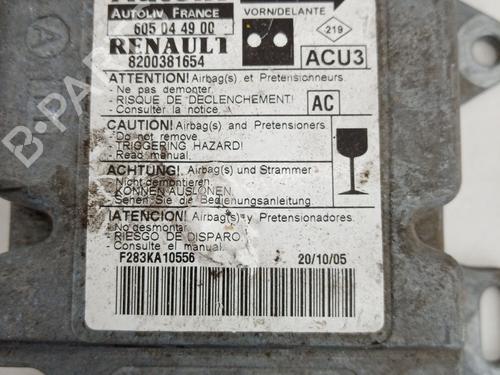 AUTOLIV FRANCE
VORN/DELANTE
605 04 49 00
219
RENAULT
ACU3
8200381654
ATTENTION! Airbag(s) et Pretensionneurs.
- Ne pas demonter.
- RISQUE DE DECLENCHEMENT!
- Consulter la notice.
AC
CAUTION! Airbag(s) and Pretensioners
- Do not remove
- TRIGGERING HAZARD!
- Read manual.
ACHTUNG! Airbag(s) und Strammer
- Nicht demontieren.
- KONNEN AUSLONEN.
- Sehen Sie die Bedienungsanleitung
¡ATENCION! Airbag(s) y Pretensionadores.
- No desmontar
- RIESGO DE DISPARO
- Consulte el manual.
F283KA10556
20/10/05
B-PARTS